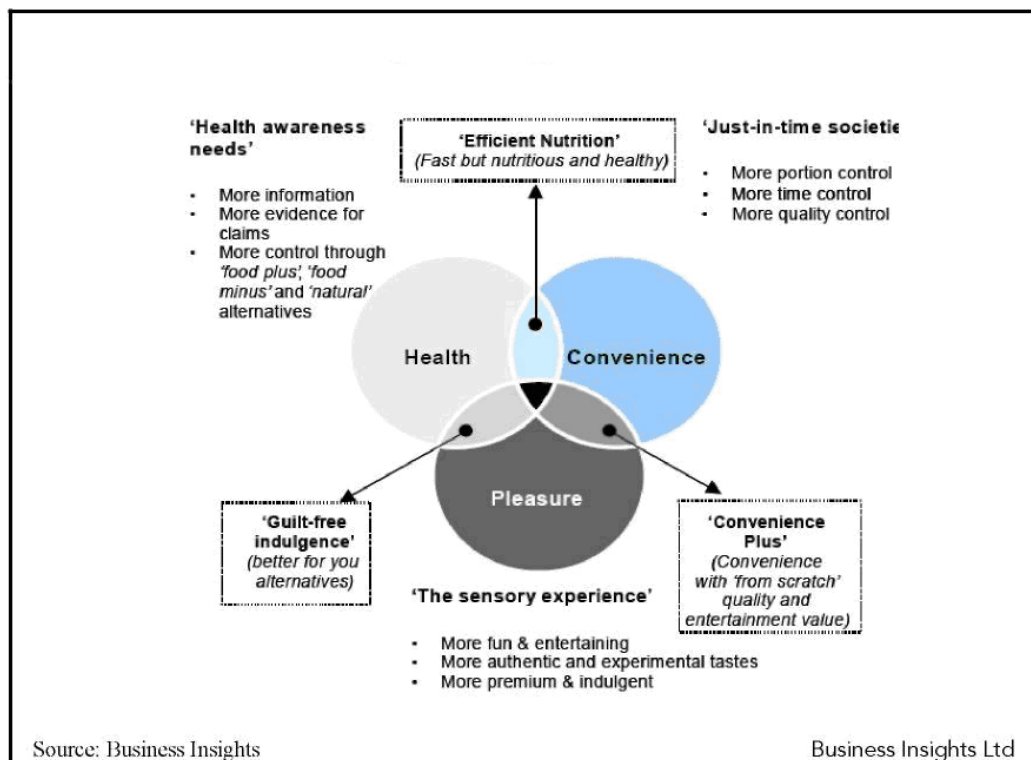 'Health awareness
needs'
• More information
• More evidence for
claims
• More control through
'food plus', 'food
minus' and 'natural'
alternatives
'Efficient Nutrition'
(Fast but nutritious and healthy)
'Just-in-time societie
• More portion control
• More time control
• More quality control
Health
Convenience
Pleasure
'Guilt-free
indulgence'
(better for you
alternatives)
'Convenience
Plus'
(Convenience
with 'from scratch'
quality and
entertainment value)
'The sensory experience'
• More fun & entertaining
• More authentic and experimental tastes
• More premium & indulgent
Source: Business Insights
Business Insights Ltd